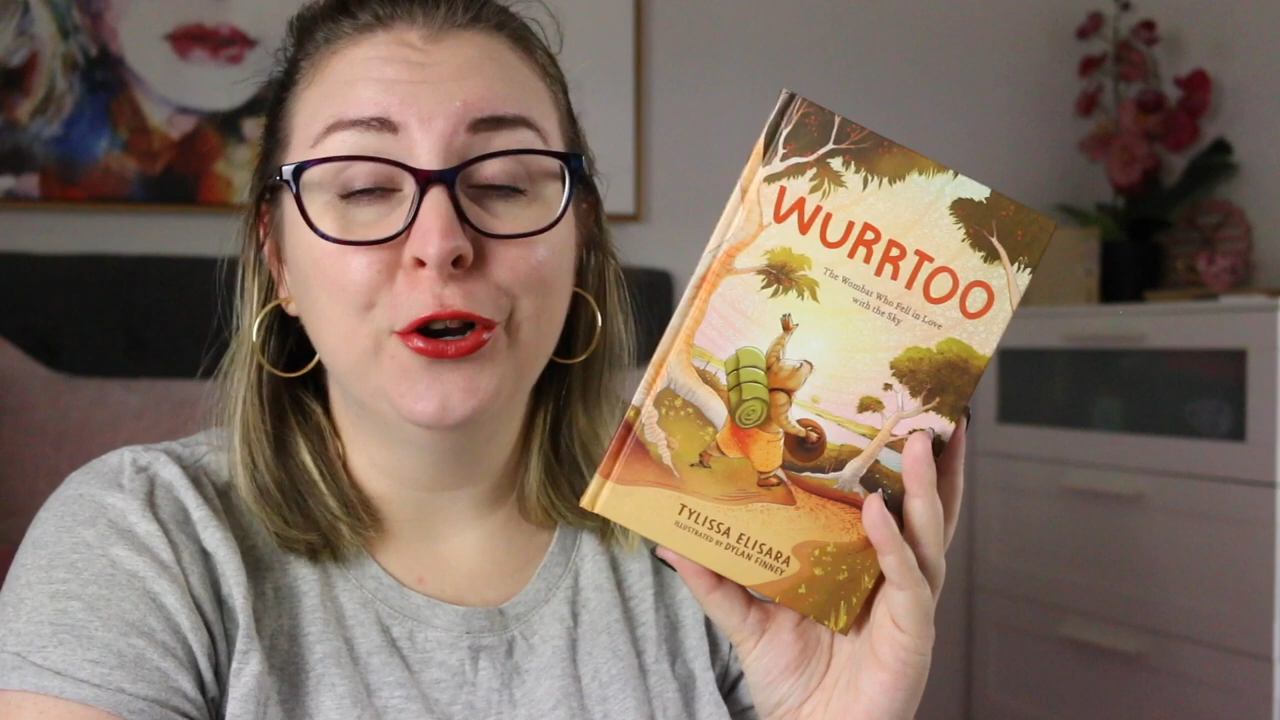 WURRTOO
The Wombat Who Fell in Love
with the Sky
TYLISSA ELISARA
ILLUSTRATED BY DYLAN FINNEY